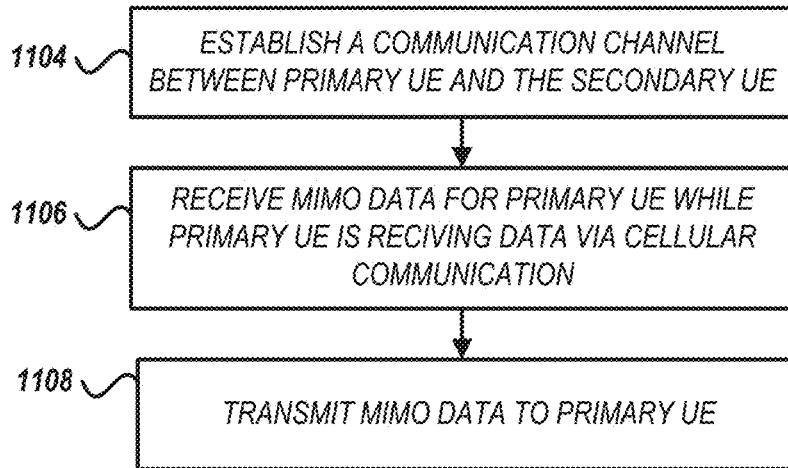 1104
ESTABLISH A COMMUNICATION CHANNEL
BETWEEN PRIMARY UE AND THE SECONDARY UE
1106
RECEIVE MIMO DATA FOR PRIMARY UE WHILE
PRIMARY UE IS RECIVING DATA VIA CELLULAR
COMMUNICATION
1108
TRANSMIT MIMO DATA TO PRIMARY UE